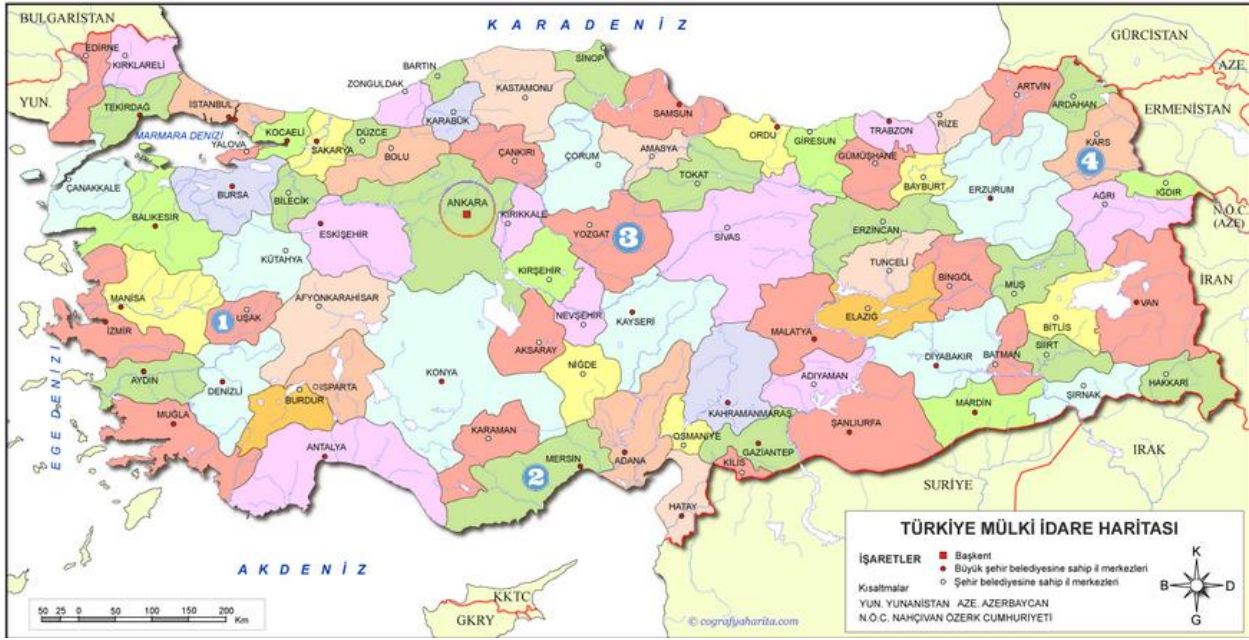 BULGARİSTAN
KARADENİZ
GÜRCİSTAN
EDİRNE
KIRKLARELİ
YUN.
TEKİRDAĞ
İSTANBUL
MARMARA DENİZİ
YALOVA
KOCAELİ
SAKARYA
DÜZCE
BOLU
ZONGULDAK
BARTIN
KARABÜK
KASTAMONU
SİNOP
ÇANKIRI
ÇORUM
SAMSUN
AMASYA
TOKAT
ORDU
GİRESUN
TRABZON
GÜMÜŞHANE
BAYBURT
RİZE
ARTVİN
ARDAHAN
AZE.
ERMENİSTAN
KARS
4
IĞDIR
N.Ö.C.
(AZE)
AĞRI
ERZURUM
ERZİNCAN
ÇANAKKALE
BALIKESİR
BURSA
BİLECİK
ESKİŞEHİR
ANKARA
KIRIKKALE
YOZGAT
3
SİVAS
TUNCELİ
BİNGÖL
MUŞ
İRAN
VAN
BİTLİS
KÜTAHYA
AFYONKARAHİSAR
KIRŞEHİR
NEVŞEHİR
KAYSERİ
MALATYA
ELAZIĞ
MANİSA
İZMİR
1
UŞAK
AKSARAY
NİĞDE
KONYA
DİYABAKIR
BATMAN
SİİRT
HAKKARİ
ŞIRNAK
AYDIN
DENİZLİ
ISPARTA
BURDUR
ADIYAMAN
KAHRAMANMARAŞ
ŞANLIURFA
MARDİN
MUĞLA
ANTALYA
KARAMAN
MERSİN
2
ADANA
OSMANİYE
GAZİANTEP
KİLİS
HATAY
EGE DENİZİ
IRAK
SURİYE
AKDENİZ
KKTC
GKRY
50 25 0 50 100 150 200
Km
© cografyaharita.com
TÜRKİYE MÜLKİ İDARE HARİTASI
İŞARETLER
Başkent
Büyük şehir belediyesine sahip il merkezleri
Şehir belediyesine sahip il merkezleri
Kısaltmalar
YUN. YUNANİSTAN AZE. AZERBAYCAN
N.Ö.C. NAHÇIVAN ÖZERK CUMHURİYETİ
K
B
D
G